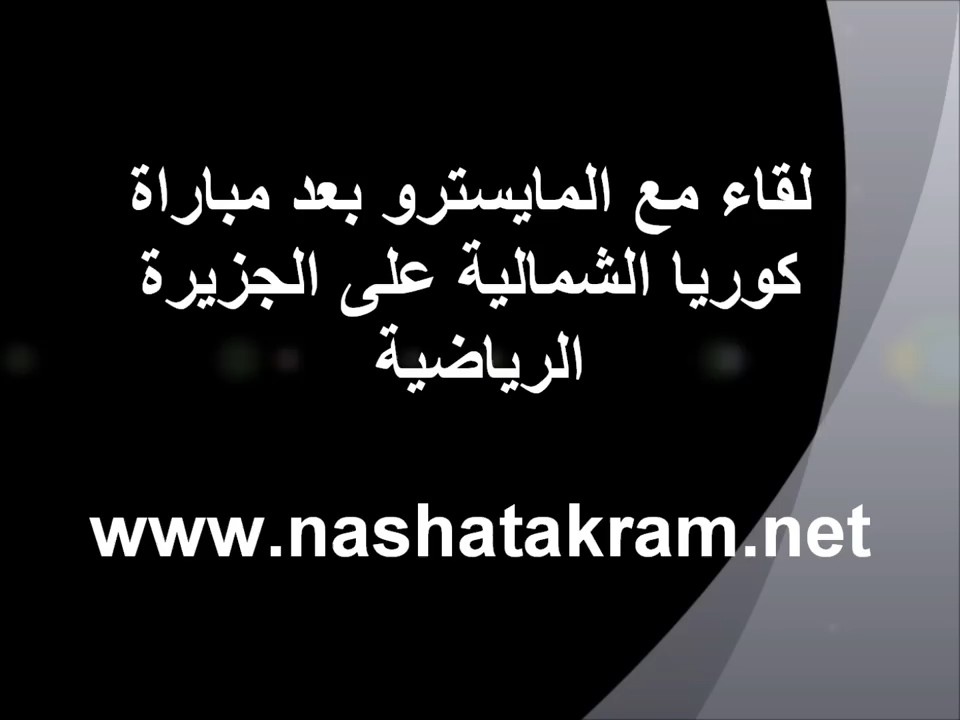 لقاء مع المايسترو بعد مباراة
كوريا الشمالية على الجزيرة
الرياضية
www.nashatakram.net